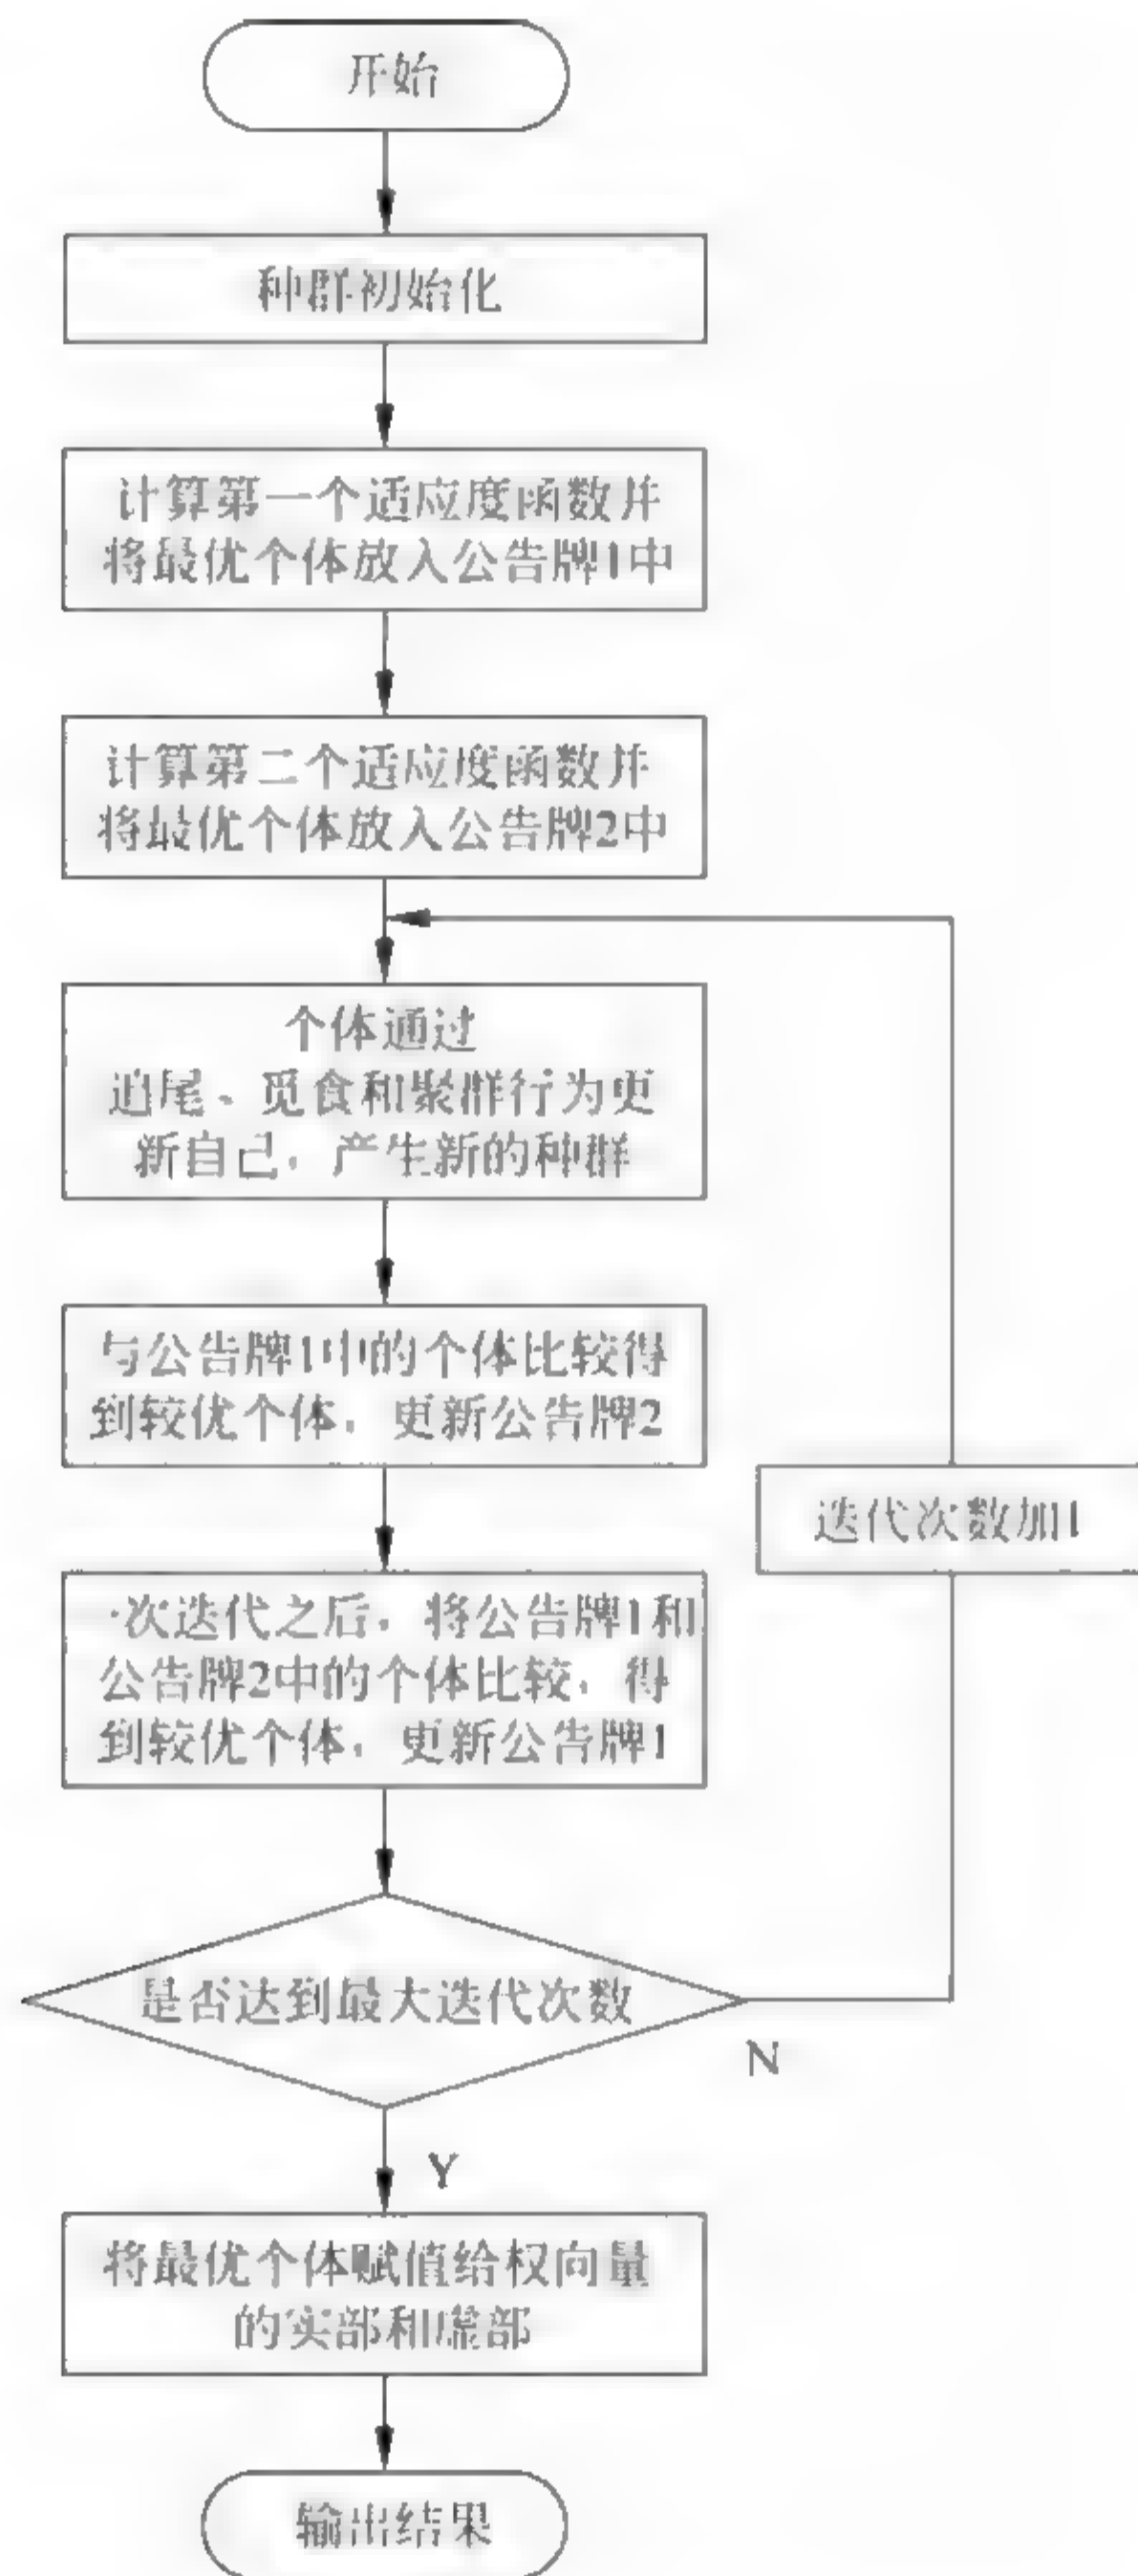 开始
种群初始化
计算第一个适应度函数并
将最优个体放入公告牌1中
计算第二个适应度函数并
将最优个体放入公告牌2中
个体通过
追尾、觅食和聚群行为更
新自己，产生新的种群
与公告牌1中的个体比较得
到较优个体，更新公告牌2
迭代次数加1
一次迭代之后，将公告牌1和
公告牌2中的个体比较，得
到较优个体，更新公告牌1
是否达到最大迭代次数
N
Y
将最优个体赋值给权向量
的实部和虚部
输出结果